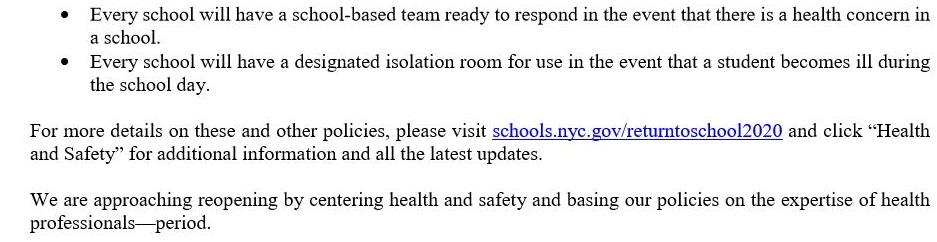 • Every school will have a school-based team ready to respond in the event that there is a health concern in
a school.
• Every school will have a designated isolation room for use in the event that a student becomes ill during
the school day.
For more details on these and other policies, please visit schools.nyc.gov/returntoschool2020 and click “Health
and Safety” for additional information and all the latest updates.
We are approaching reopening by centering health and safety and basing our policies on the expertise of health
professionals—period.